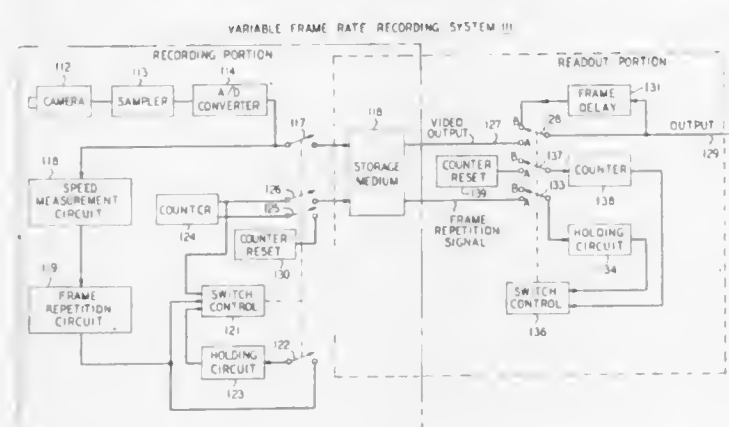 VARIABLE FRAME RATE RECORDING SYSTEM 111
RECORDING PORTION
READOUT PORTION
112
113
114
CAMERA
SAMPLER
A/D
CONVERTER
117
118
STORAGE
MEDIUM
VIDEO
OUTPUT
127
B
A
28
FRAME
DELAY
131
OUTPUT
129
118
SPEED
MEASUREMENT
CIRCUIT
126
125
COUNTER
124
COUNTER
RESET
130
COUNTER
RESET
139
B
A
137
COUNTER
138
B
A
133
FRAME
REPETITION
SIGNAL
HOLDING
CIRCUIT
34
119
FRAME
REPETITION
CIRCUIT
SWITCH
CONTROL
121
SWITCH
CONTROL
136
HOLDING
CIRCUIT
123
122